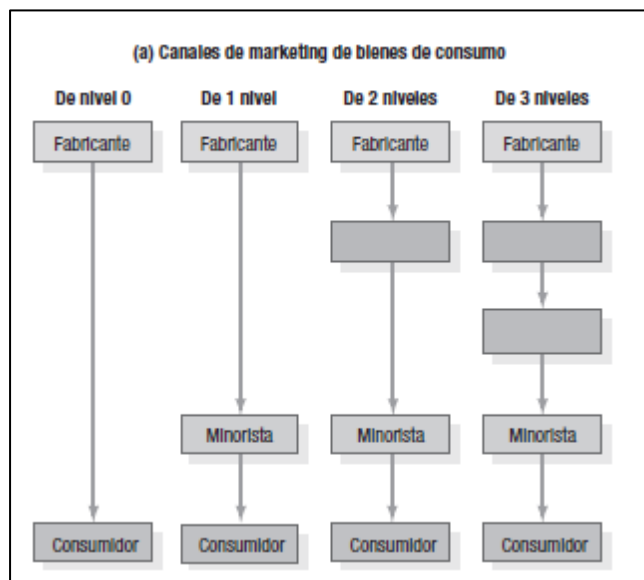 (a) Canales de marketing de bienes de consumo
De nivel 0 De 1 nivel De 2 niveles De 3 niveles
Fabricante Fabricante Fabricante Fabricante
Minorista Minorista Minorista
Consumidor Consumidor Consumidor Consumidor